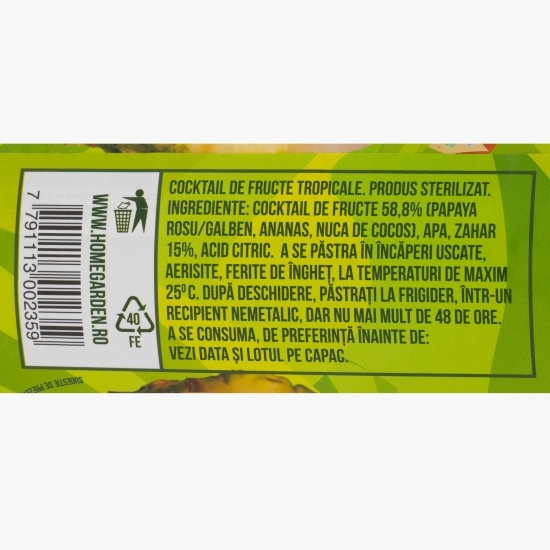 COCKTAIL DE FRUCTE TROPICALE. PRODUS STERILIZAT.
INGREDIENTE: COCKTAIL DE FRUCTE 58,8% (PAPAYA
ROSU/GALBEN, ANANAS, NUCA DE COCOS), APA, ZAHAR
15%, ACID CITRIC. A SE PĂSTRA ÎN ÎNCĂPERI USCATE,
AERISITE, FERITE DE ÎNGHEȚ, LA TEMPERATURI DE MAXIM
25⁰C. DUPĂ DESCHIDERE, PĂSTRAȚI LA FRIGIDER, ÎNTR-UN
RECIPIENT NEMETALIC, DAR NU MAI MULT DE 48 DE ORE.
A SE CONSUMA, DE PREFERINȚĂ ÎNAINTE DE:
VEZI DATA ȘI LOTUL PE CAPAC.
WWW.HOMEGARDEN.RO
40
FE
7 791113 002359
SUGESTIE DE